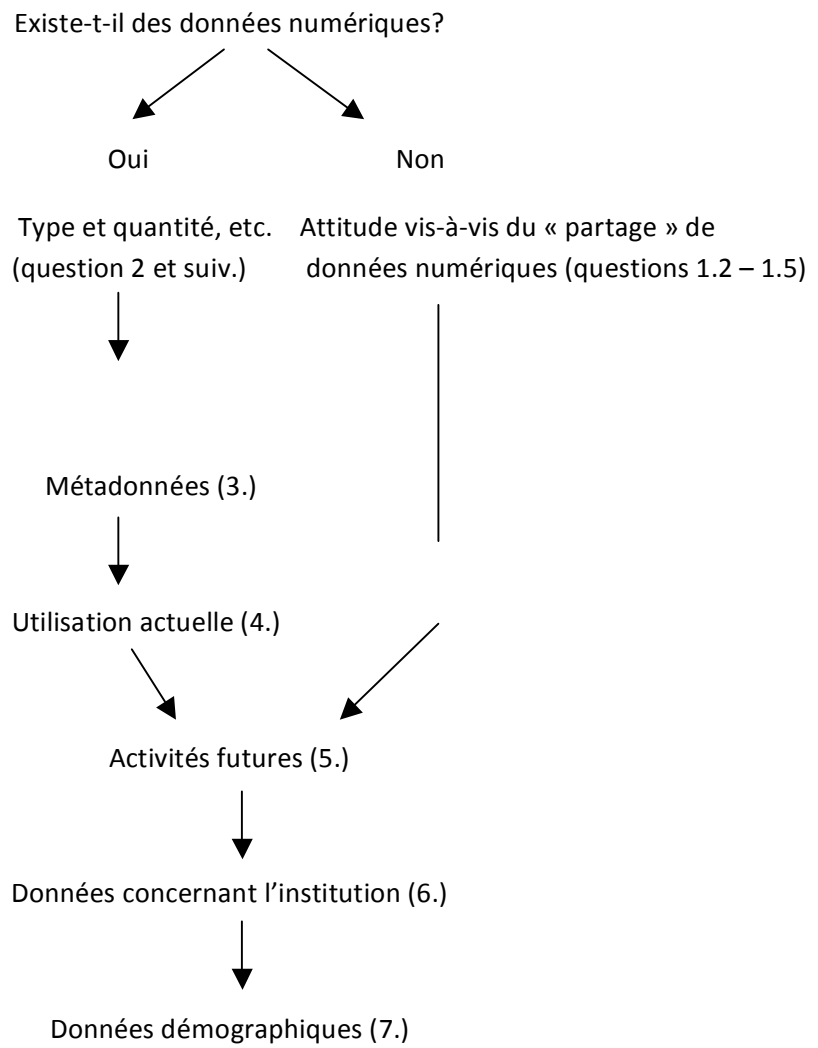 Existe-t-il des données numériques?
Oui
Non
Type et quantité, etc.
(question 2 et suiv.)
Attitude vis-à-vis du « partage » de
données numériques (questions 1.2 – 1.5)
Métadonnées (3.)
Utilisation actuelle (4.)
Activités futures (5.)
Données concernant l’institution (6.)
Données démographiques (7.)